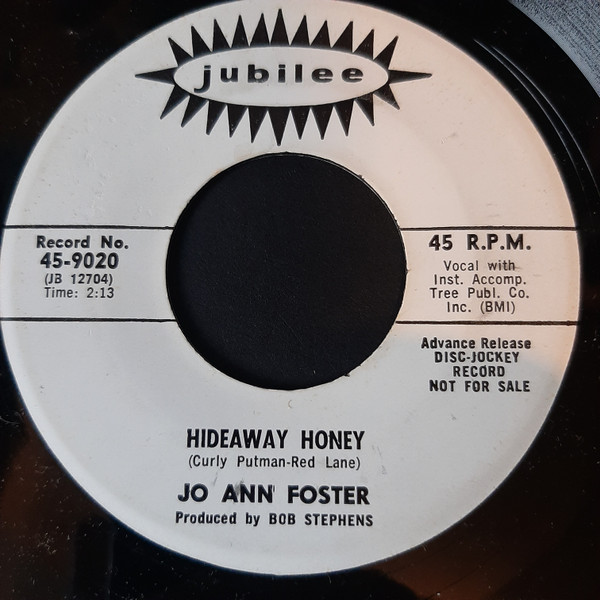 jubilee
Record No.
45-9020
(JB 12704)
Time: 2:13
45 R.P.M.
Vocal with
Inst. Accomp.
Tree Publ. Co.
Inc. (BMI)
Advance Release
DISC-JOCKEY
RECORD
NOT FOR SALE
HIDEAWAY HONEY
(Curly Putman-Red Lane)
JO ANN FOSTER
Produced by BOB STEPHENS